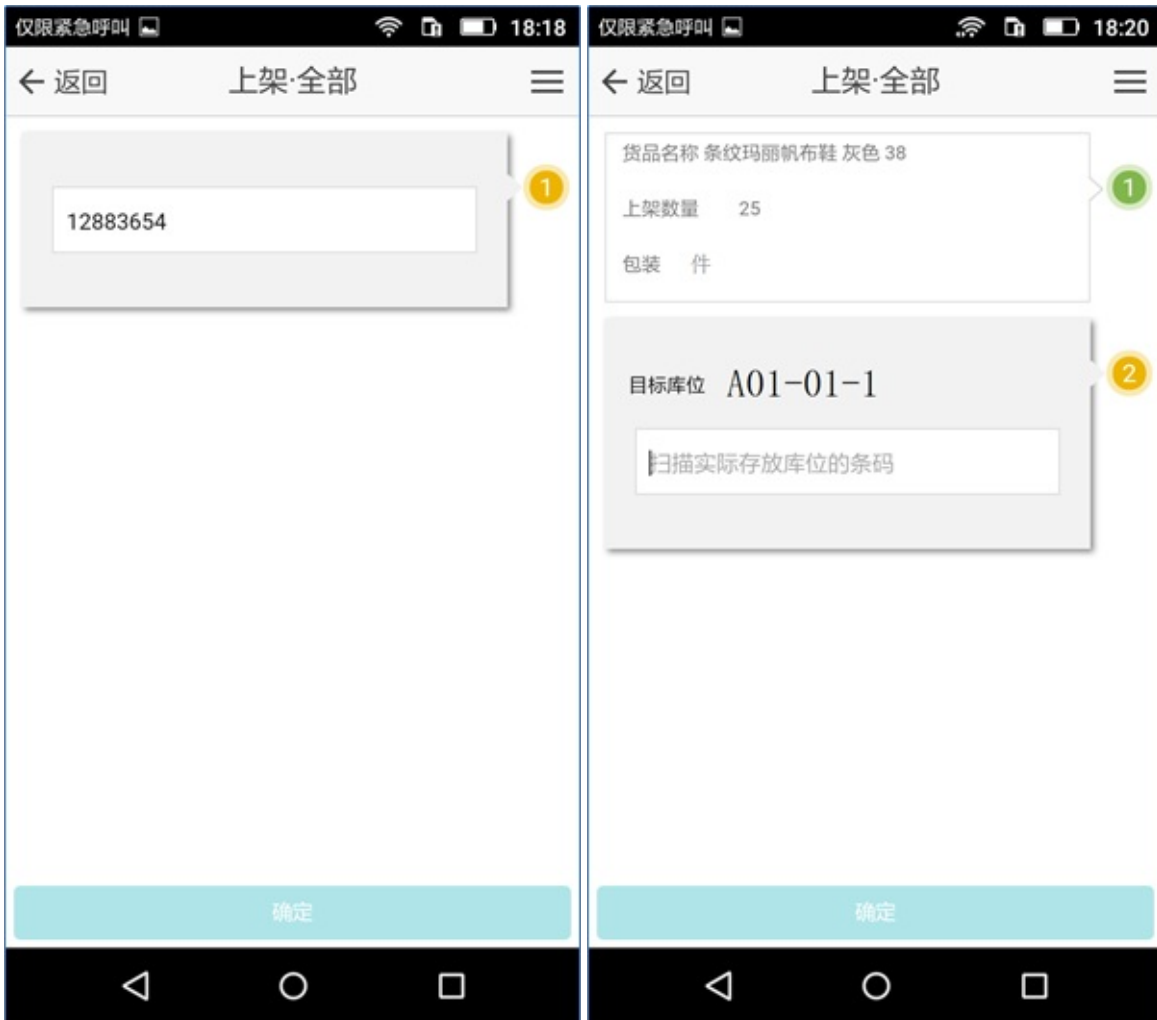 仅限紧急呼叫 18:18
返回 上架·全部
1
12883654
确定
仅限紧急呼叫 18:20
返回 上架·全部
货品名称 条纹玛丽帆布鞋 灰色 38
1
上架数量 25
包装 件
2
目标库位 A01-01-1
扫描实际存放库位的条码
确定